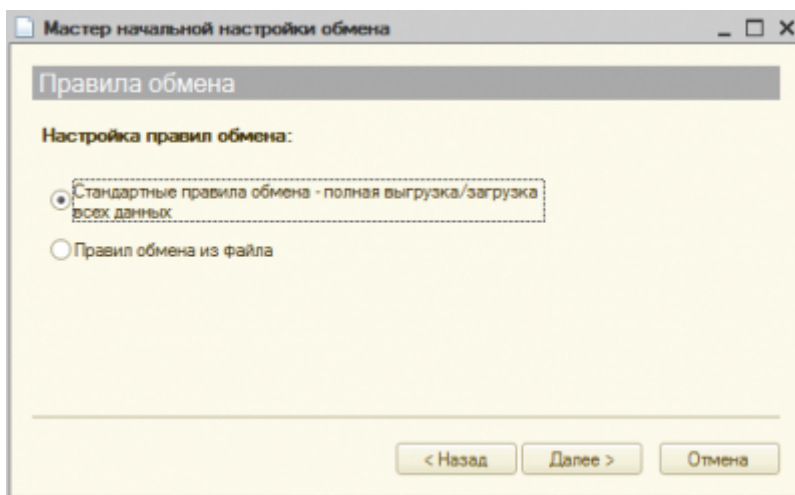 Мастер начальной настройки обмена
Правила обмена
Настройка правил обмена:
Стандартные правила обмена - полная выгрузка/загрузка
всех данных
Правил обмена из файла
< Назад
Далее >
Отмена